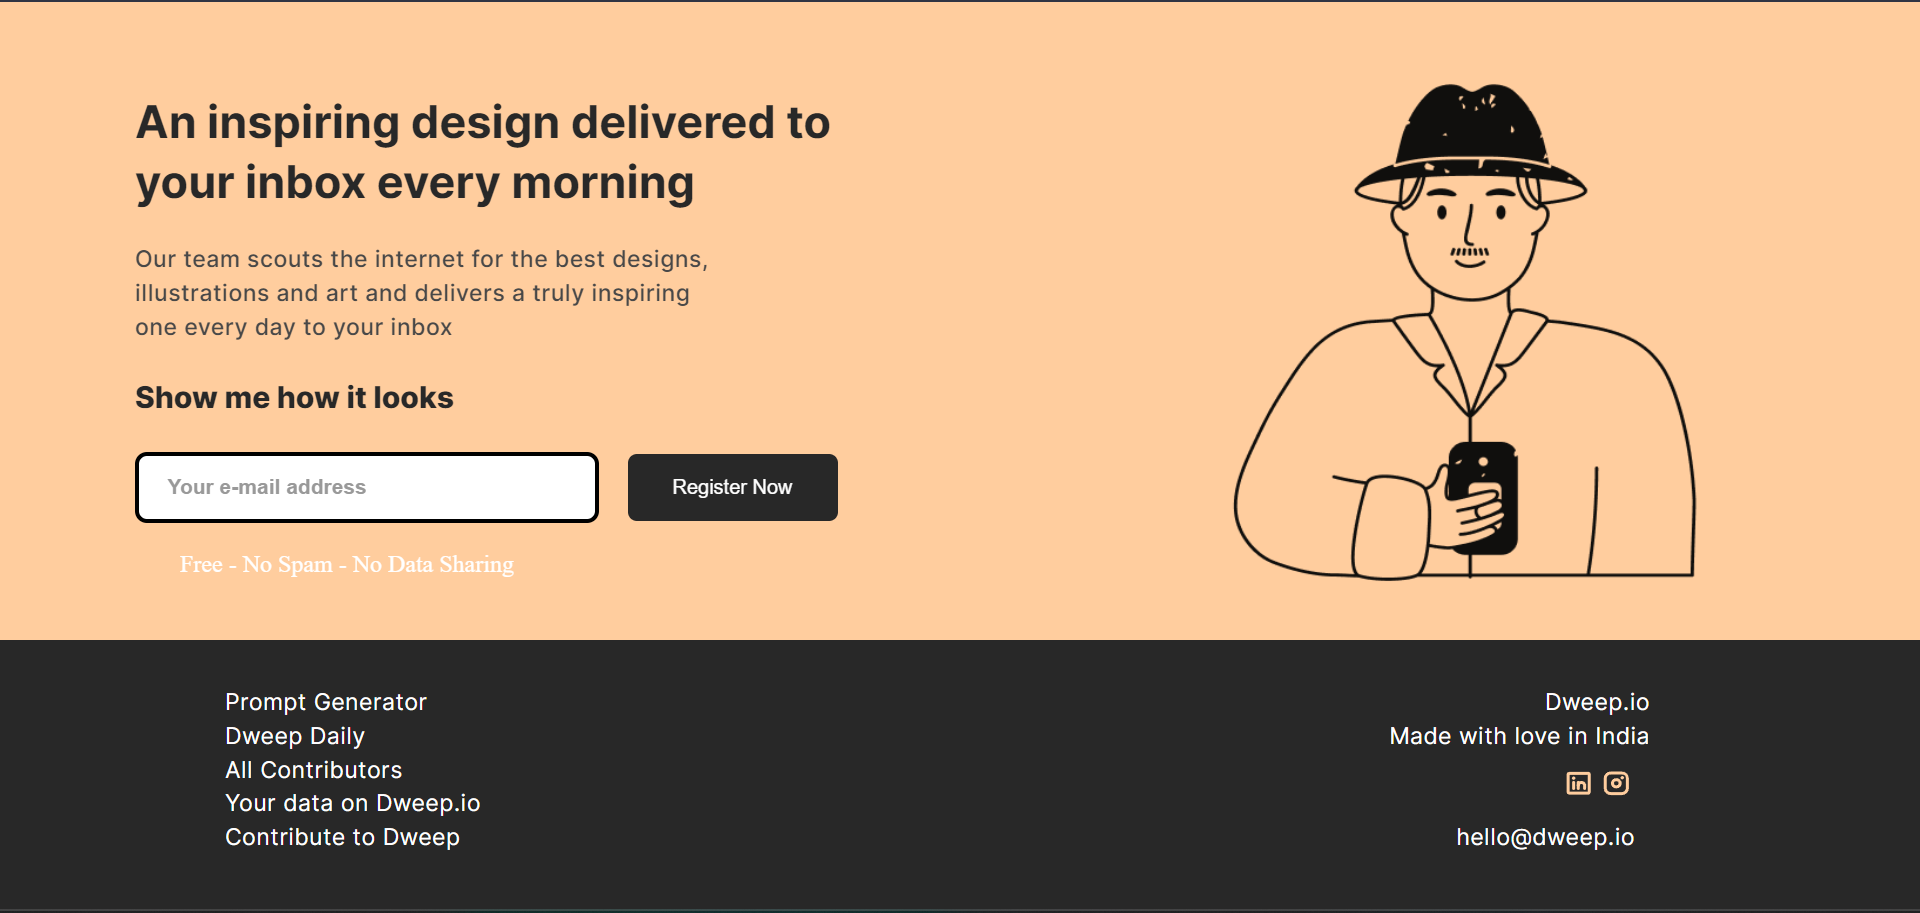 An inspiring design delivered to
your inbox every morning
Our team scouts the internet for the best designs,
illustrations and art and delivers a truly inspiring
one every day to your inbox
Show me how it looks
Your e-mail address
Register Now
Free - No Spam - No Data Sharing
Prompt Generator
Dweep Daily
All Contributors
Your data on Dweep.io
Contribute to Dweep
Dweep.io
Made with love in India
in
hello@dweep.io